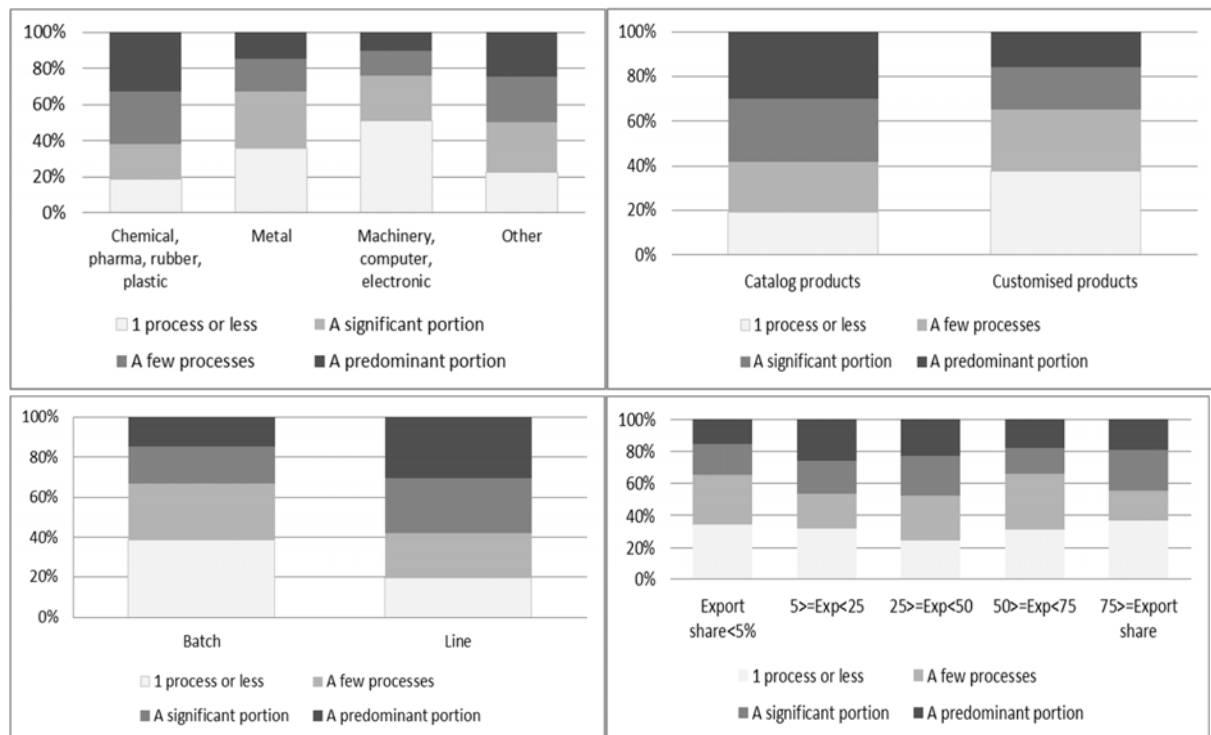 100%
80%
60%
40%
20%
0%
Chemical, pharma, rubber, plastic
Metal
Machinery, computer, electronic
Other
1 process or less
A significant portion
A few processes
A predominant portion
100%
80%
60%
40%
20%
0%
Catalog products
Customised products
1 process or less
A few processes
A significant portion
A predominant portion
100%
80%
60%
40%
20%
0%
Batch
Line
1 process or less
A few processes
A significant portion
A predominant portion
100%
80%
60%
40%
20%
0%
Export share<5%
5>=Exp<25
25>=Exp<50
50>=Exp<75
75>=Export share
1 process or less
A few processes
A significant portion
A predominant portion